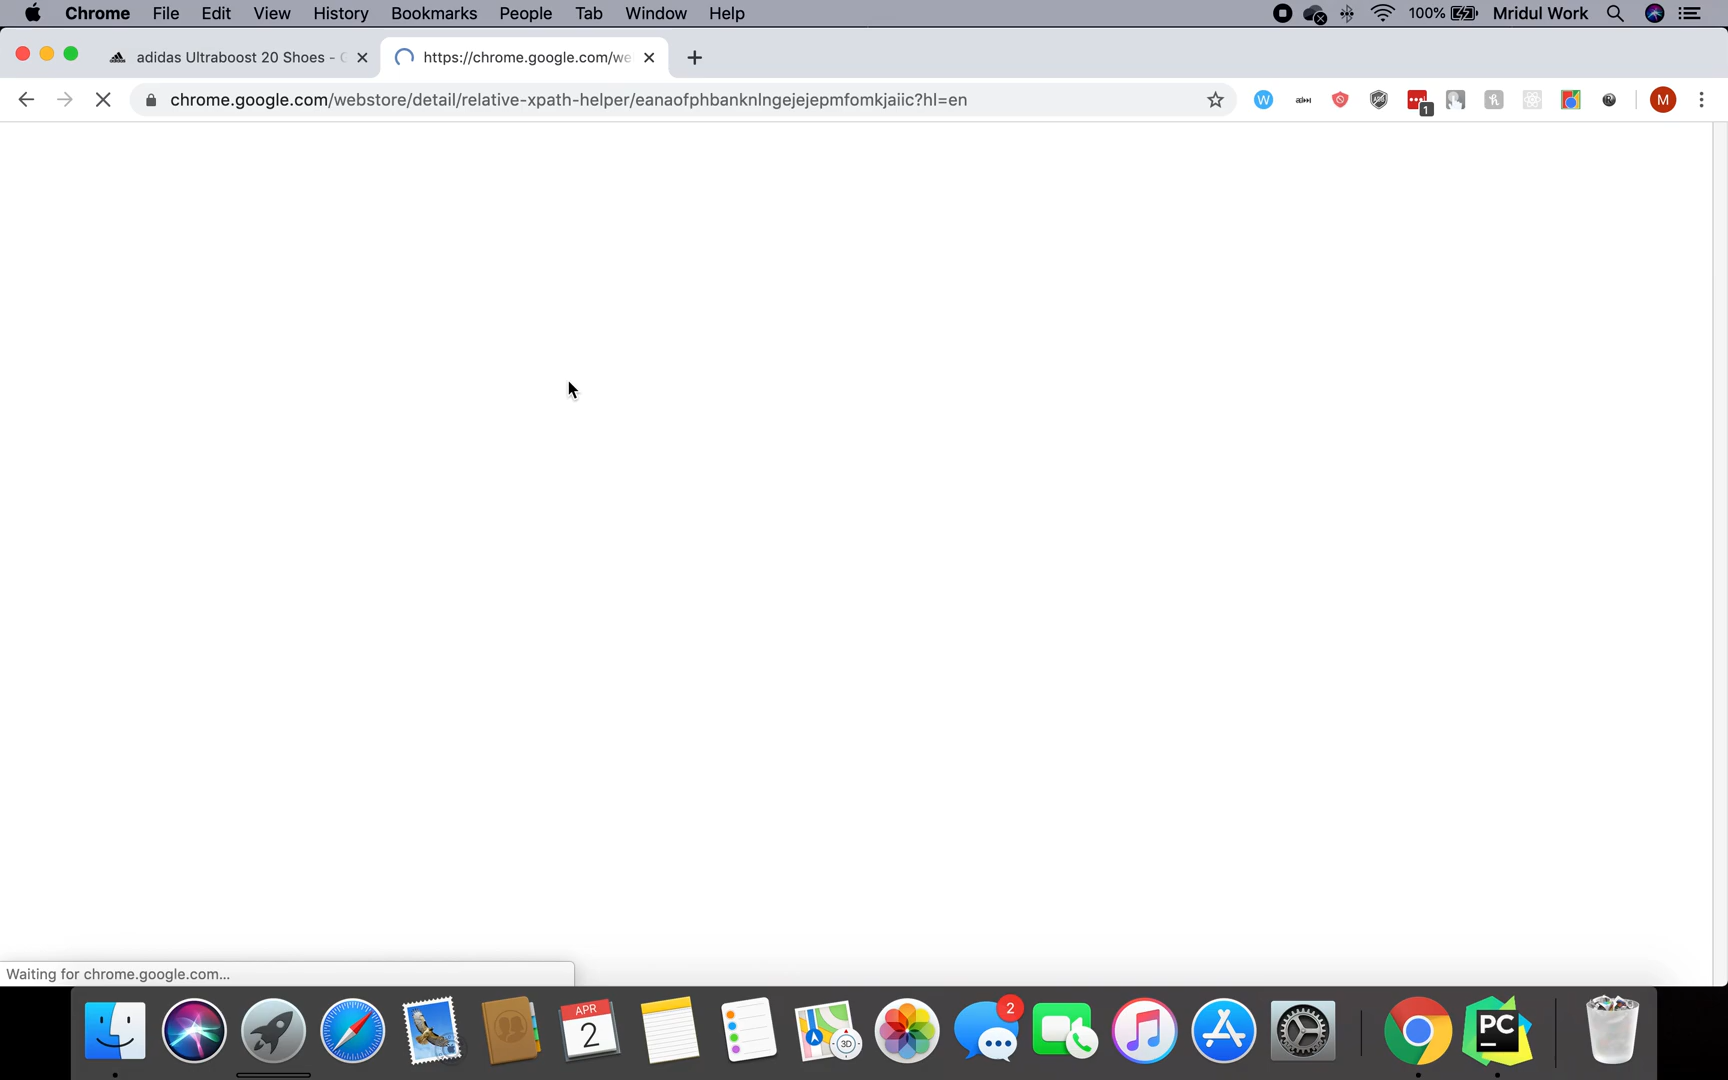 Chrome File Edit View History Bookmarks People Tab Window Help 100% Mridul Work
adidas Ultraboost 20 Shoes - https://chrome.google.com/we
chrome.google.com/webstore/detail/relative-xpath-helper/eanaofphbanknlngejejepmfomkjaiic?hl=en W 1 M
Waiting for chrome.google.com...
APR
2
3D
2
PC